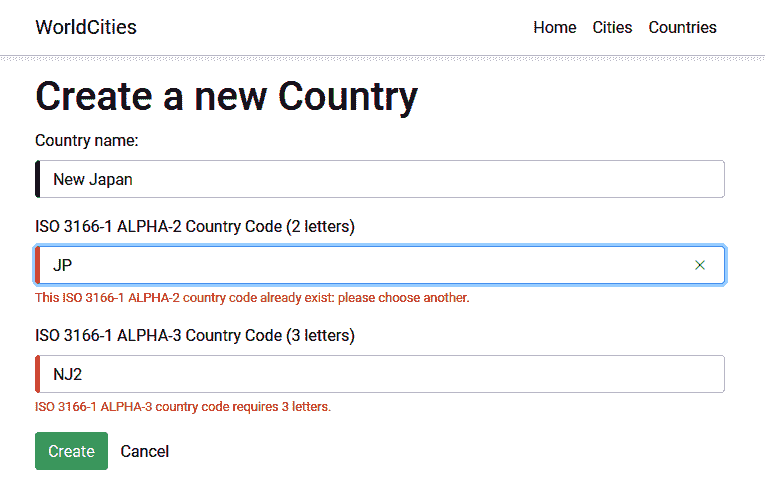 WorldCities
Home Cities Countries
Create a new Country
Country name:
New Japan
ISO 3166-1 ALPHA-2 Country Code (2 letters)
JP
This ISO 3166-1 ALPHA-2 country code already exist: please choose another.
ISO 3166-1 ALPHA-3 Country Code (3 letters)
NJ2
ISO 3166-1 ALPHA-3 country code requires 3 letters.
Create Cancel